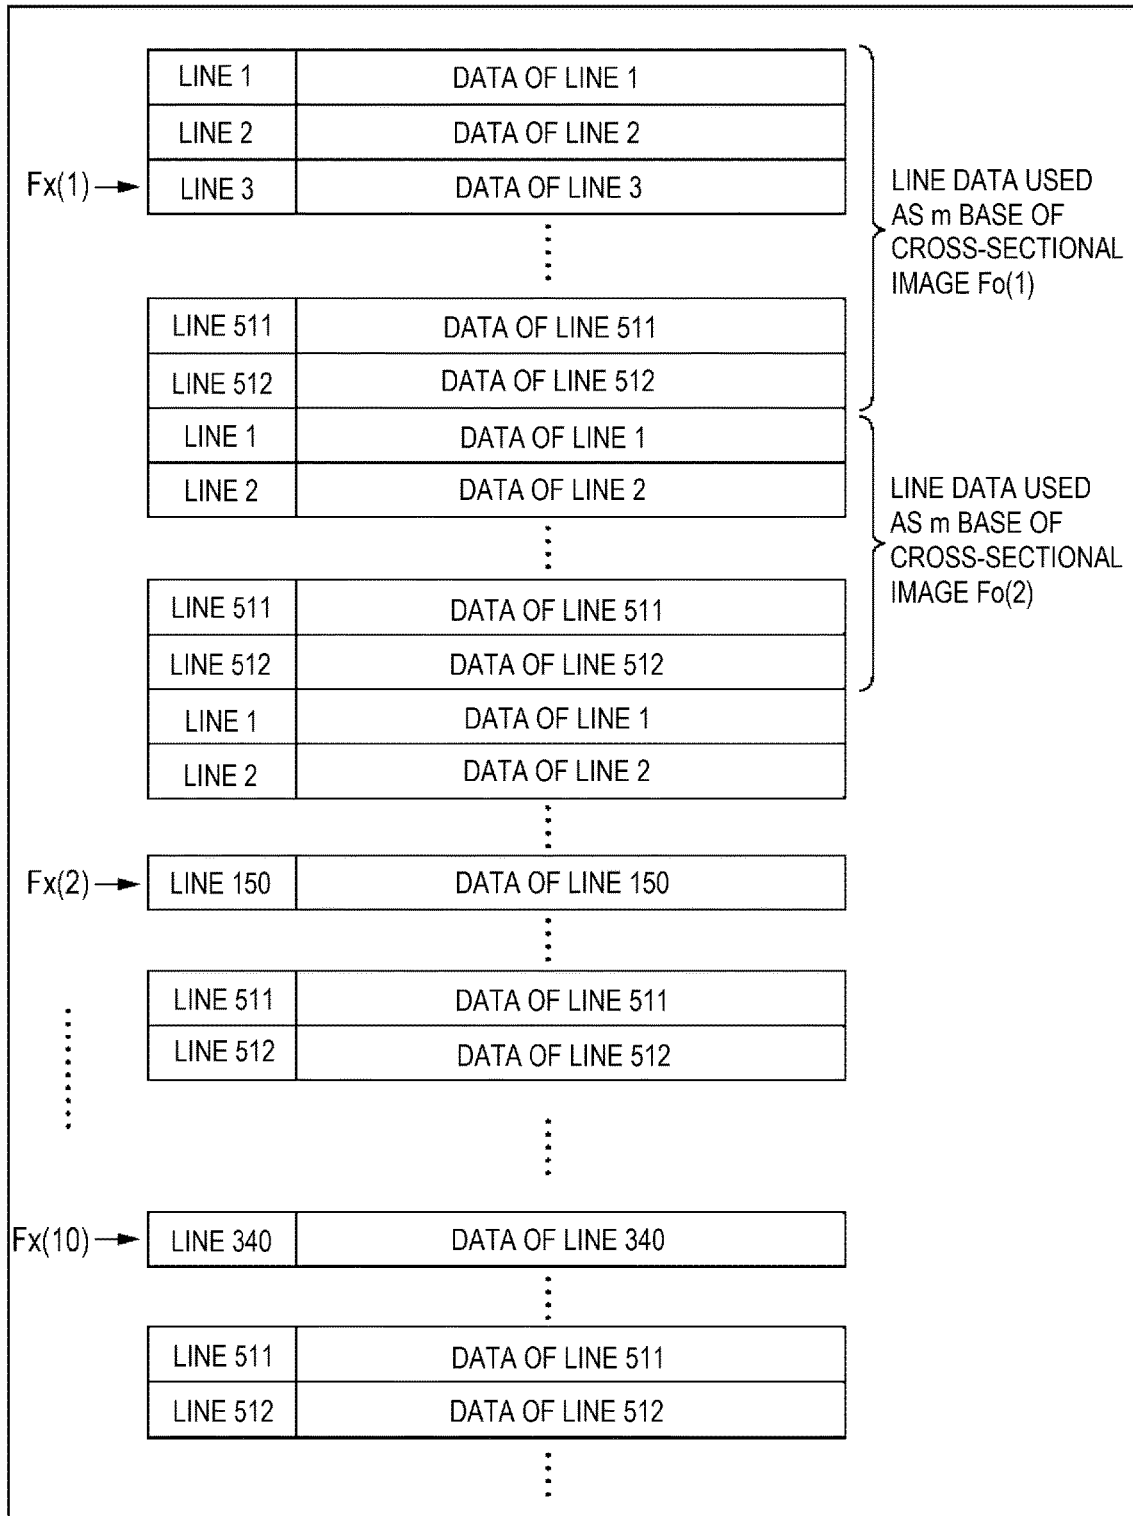 LINE 1 DATA OF LINE 1
LINE 2 DATA OF LINE 2
Fx(1) LINE 3 DATA OF LINE 3
LINE DATA USED
AS m BASE OF
CROSS-SECTIONAL
IMAGE Fo(1)
LINE 511 DATA OF LINE 511
LINE 512 DATA OF LINE 512
LINE 1 DATA OF LINE 1
LINE 2 DATA OF LINE 2
LINE DATA USED
AS m BASE OF
CROSS-SECTIONAL
IMAGE Fo(2)
LINE 511 DATA OF LINE 511
LINE 512 DATA OF LINE 512
LINE 1 DATA OF LINE 1
LINE 2 DATA OF LINE 2
Fx(2) LINE 150 DATA OF LINE 150
LINE 511 DATA OF LINE 511
LINE 512 DATA OF LINE 512
Fx(10) LINE 340 DATA OF LINE 340
LINE 511 DATA OF LINE 511
LINE 512 DATA OF LINE 512